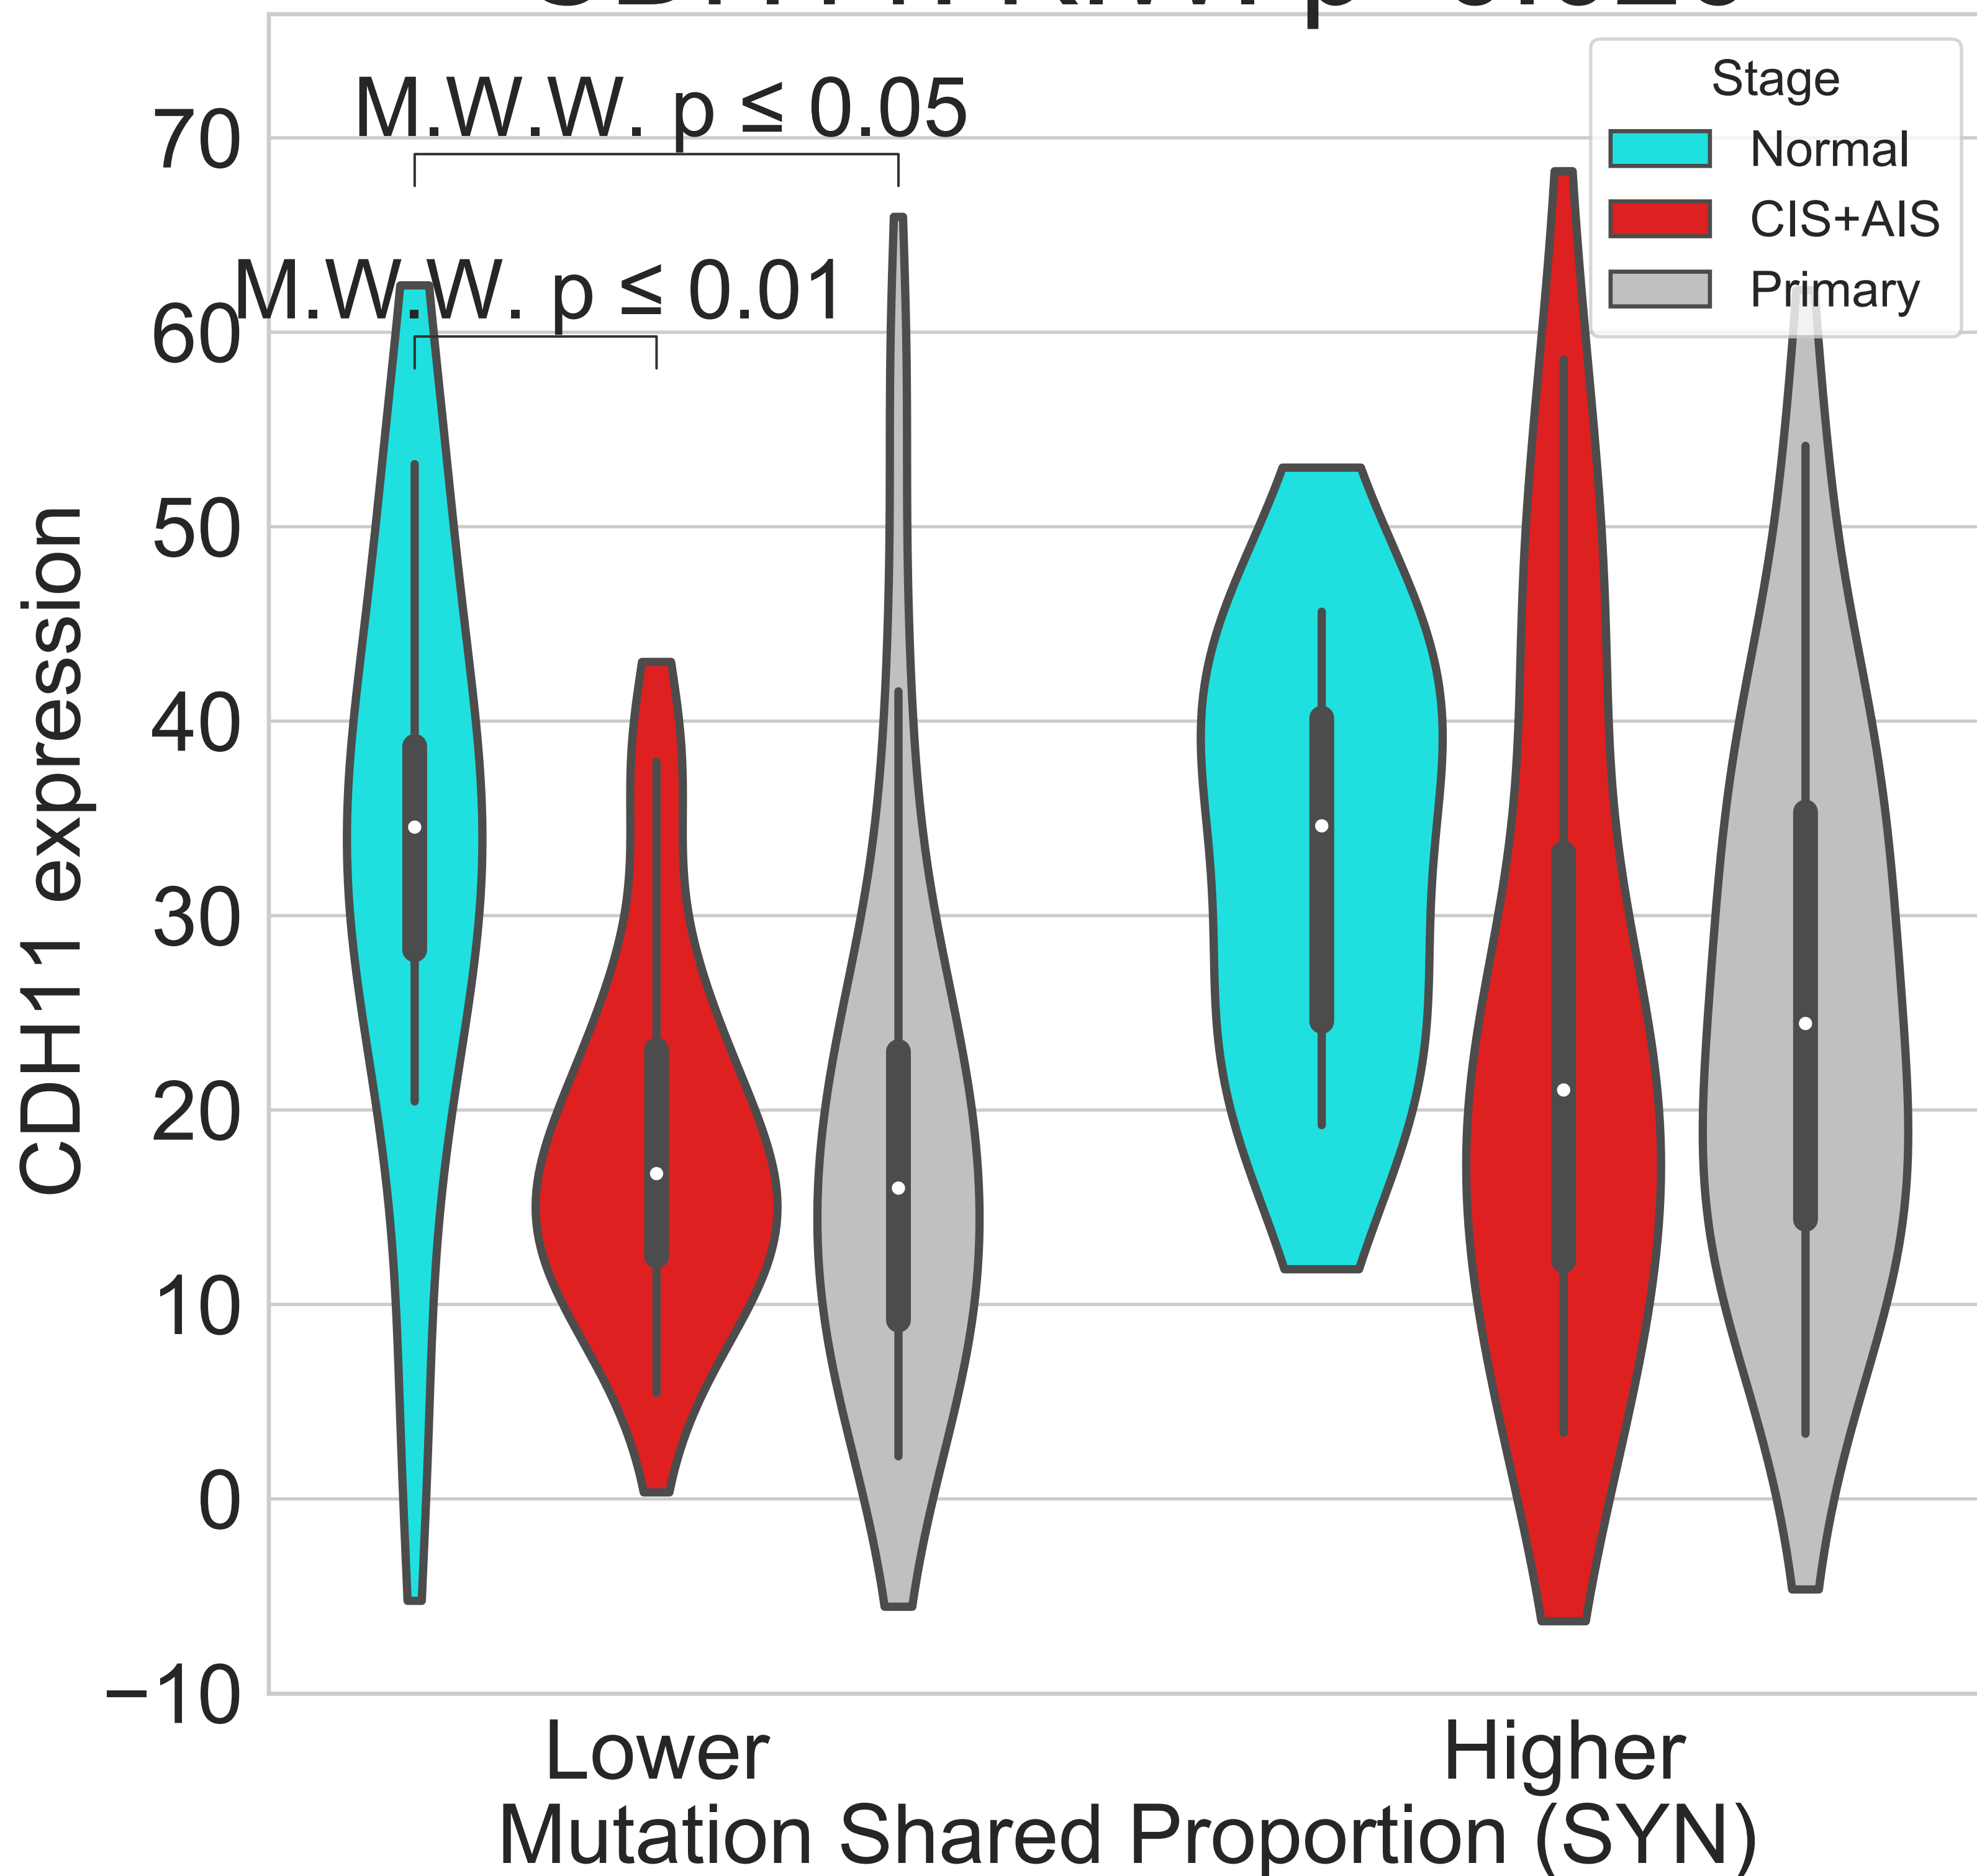 M.W.W. p ≤ 0.05
M.W.W. p ≤ 0.01
Stage
Normal
CIS+AIS
Primary
CDH11 expression
70
60
50
40
30
20
10
0
−10
Lower
Higher
Mutation Shared Proportion (SYN)